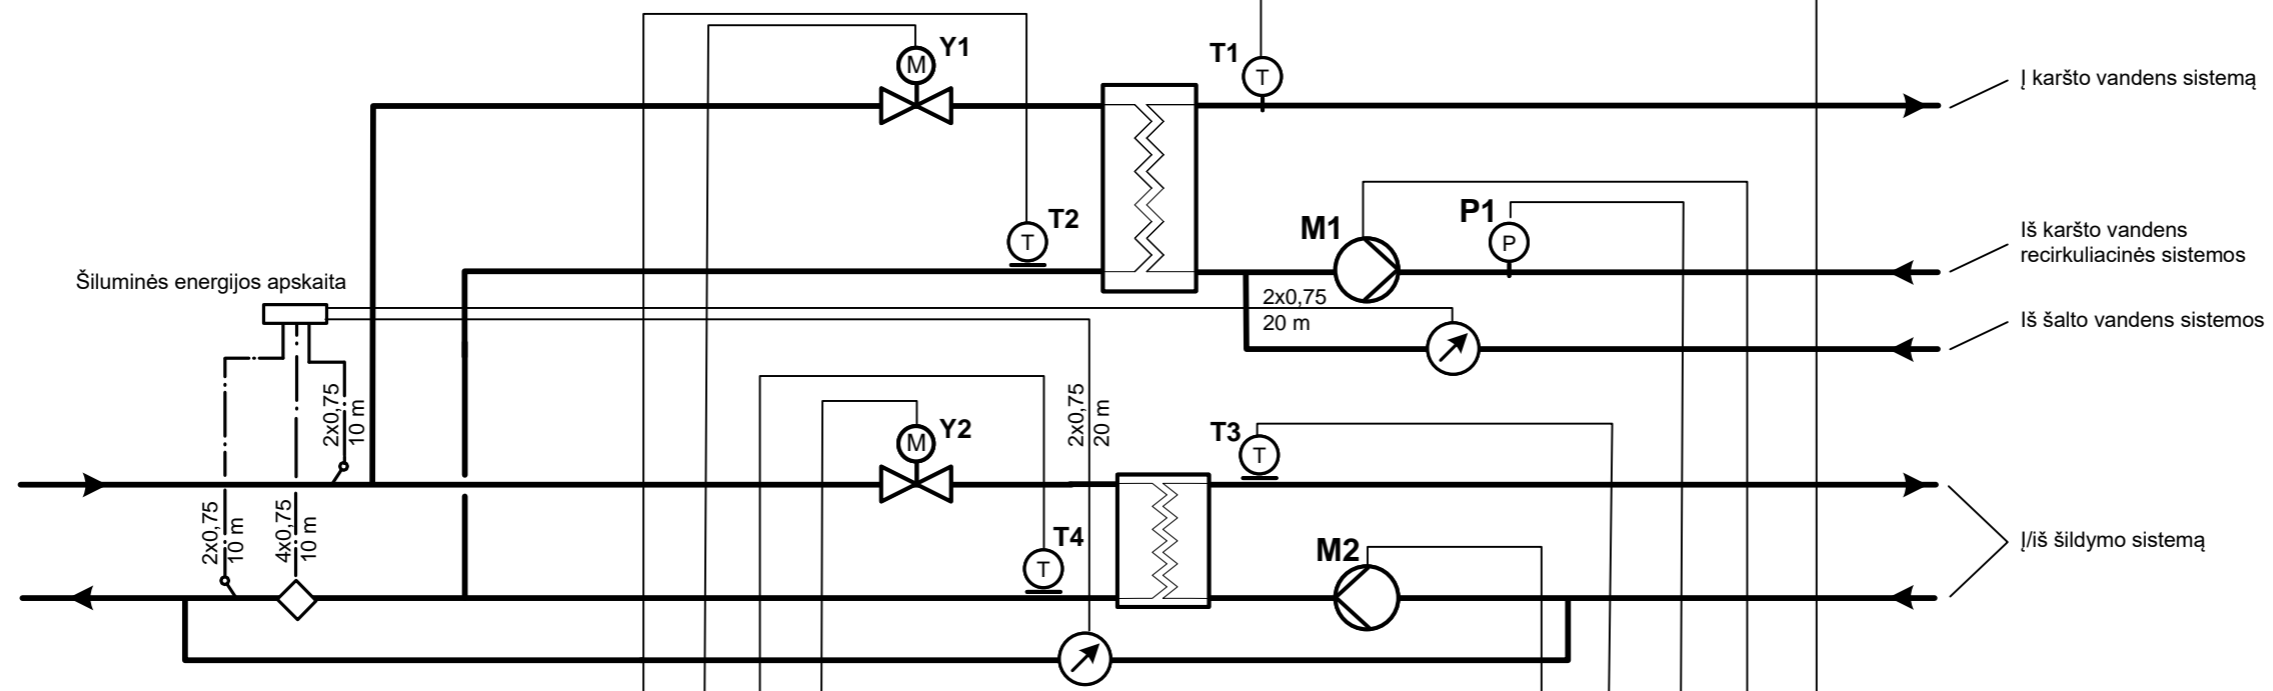 Y1
M
T1
T
Į karšto vandens sistemą
T2
T
M1
P1
P
Iš karšto vandens
recirkuliacinės sistemos
Šiluminės energijos apskaita
2x0,75
20 m
Iš šalto vandens sistemos
2x0,75
10 m
2x0,75
20 m
Y2
M
T3
T
2x0,75
10 m
4x0,75
10 m
T4
T
M2
Į/iš šildymo sistemą